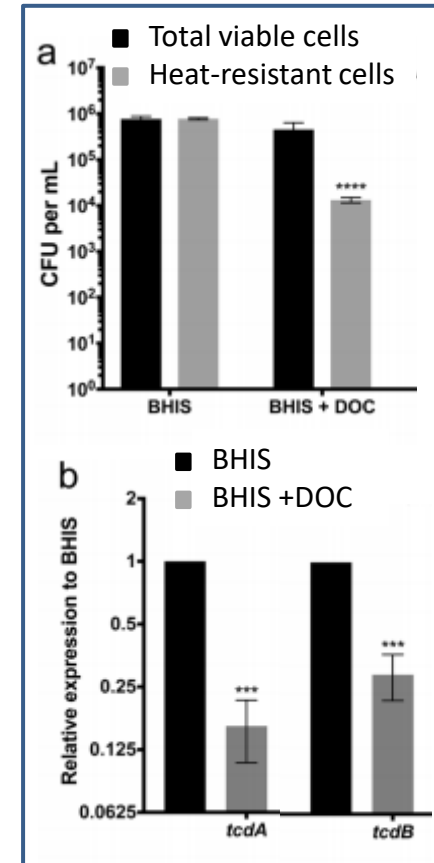 a
Total viable cells
Heat-resistant cells
CFU per mL
10⁷
10⁶
10⁵
10⁴
10³
10²
10¹
10⁰
****
BHIS
BHIS + DOC
b
BHIS
BHIS +DOC
Relative expression to BHIS
2
1
0.5
0.25
0.125
0.0625
***
***
tcdA
tcdB